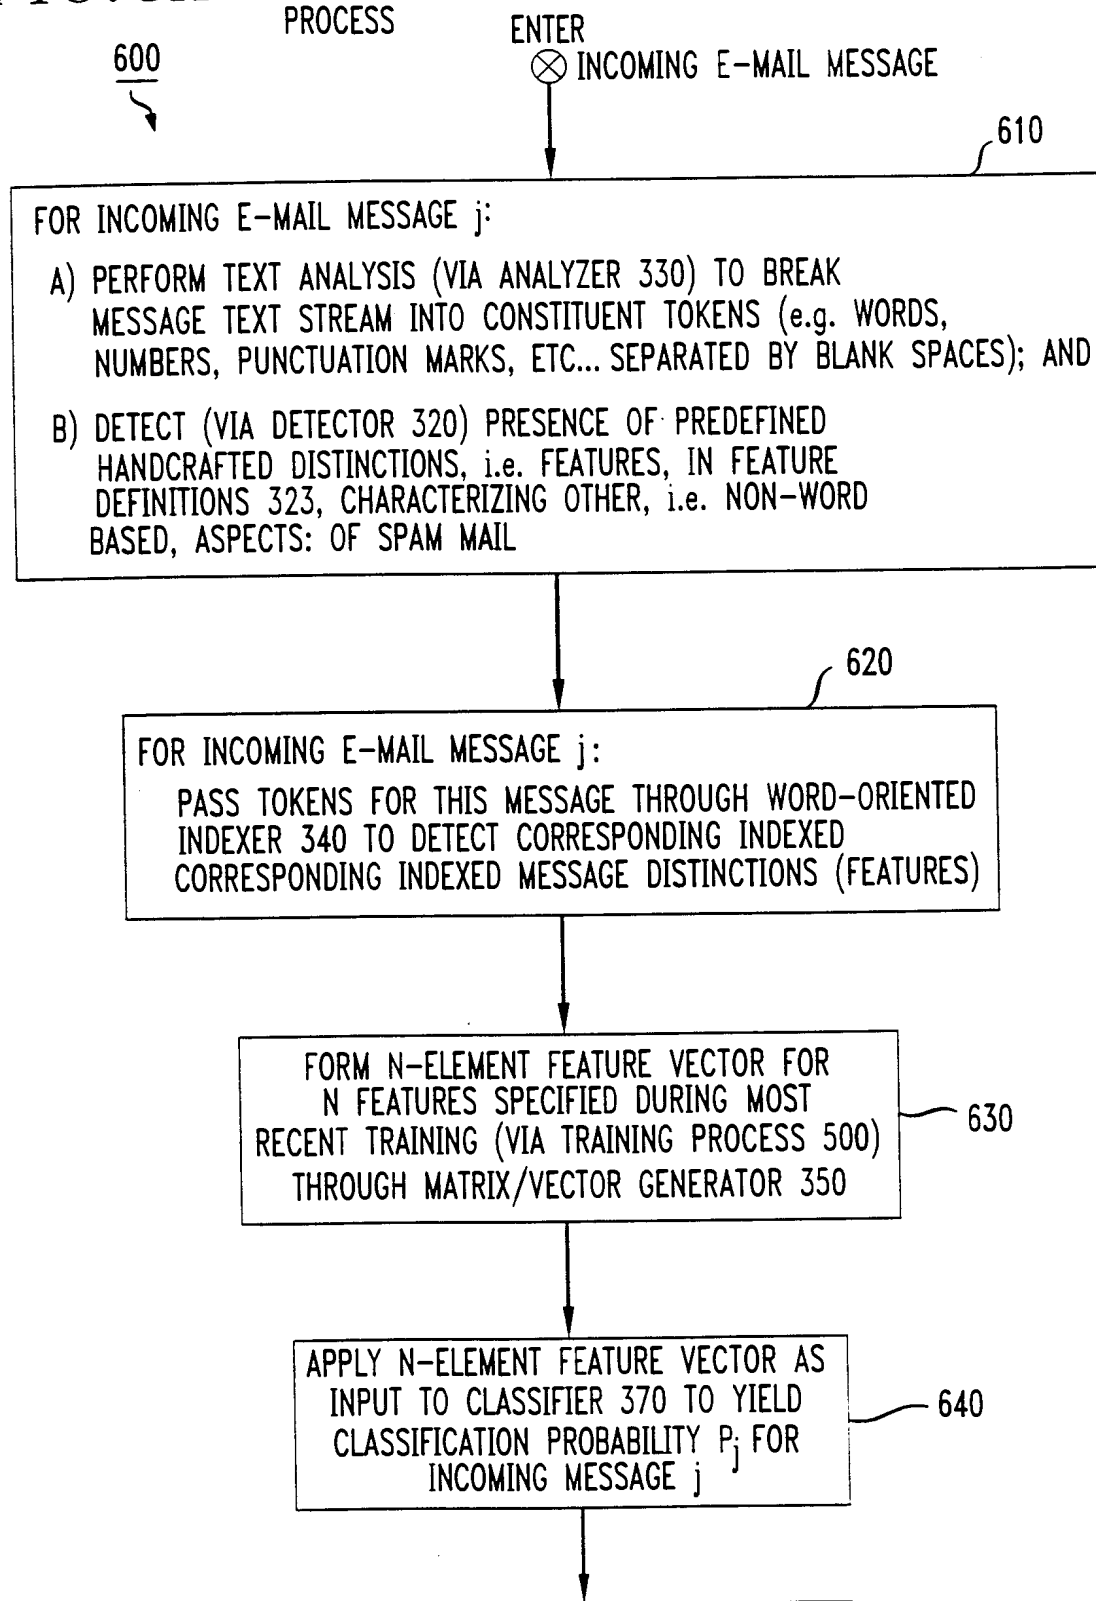 PROCESS
ENTER
600
INCOMING E-MAIL MESSAGE
610
FOR INCOMING E-MAIL MESSAGE j:
A) PERFORM TEXT ANALYSIS (VIA ANALYZER 330) TO BREAK
MESSAGE TEXT STREAM INTO CONSTITUENT TOKENS (e.g. WORDS,
NUMBERS, PUNCTUATION MARKS, ETC... SEPARATED BY BLANK SPACES); AND
B) DETECT (VIA DETECTOR 320) PRESENCE OF PREDEFINED
HANDCRAFTED DISTINCTIONS, i.e. FEATURES, IN FEATURE
DEFINITIONS 323, CHARACTERIZING OTHER, i.e. NON-WORD
BASED, ASPECTS: OF SPAM MAIL
620
FOR INCOMING E-MAIL MESSAGE j:
PASS TOKENS FOR THIS MESSAGE THROUGH WORD-ORIENTED
INDEXER 340 TO DETECT CORRESPONDING INDEXED
CORRESPONDING INDEXED MESSAGE DISTINCTIONS (FEATURES)
FORM N-ELEMENT FEATURE VECTOR FOR
N FEATURES SPECIFIED DURING MOST
RECENT TRAINING (VIA TRAINING PROCESS 500)
THROUGH MATRIX/VECTOR GENERATOR 350
630
APPLY N-ELEMENT FEATURE VECTOR AS
INPUT TO CLASSIFIER 370 TO YIELD
CLASSIFICATION PROBABILITY Pj FOR
INCOMING MESSAGE j
640